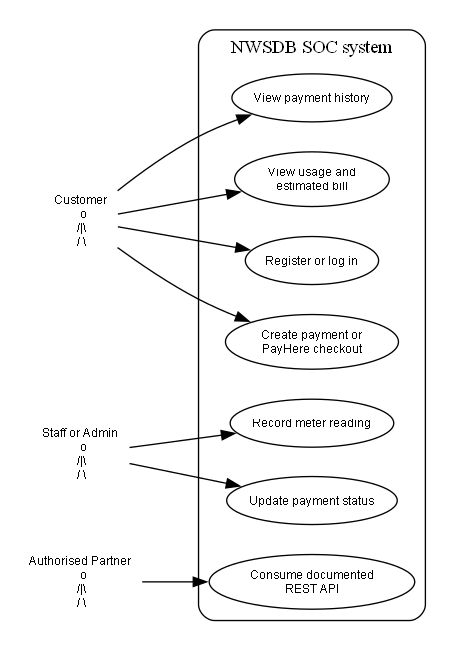 NWSDB SOC system
View payment history
View usage and
estimated bill
Customer
o
/|\
/ \
Register or log in
Create payment or
PayHere checkout
Record meter reading
Staff or Admin
o
/|\
/ \
Update payment status
Authorised Partner
o
/|\
/ \
Consume documented
REST API